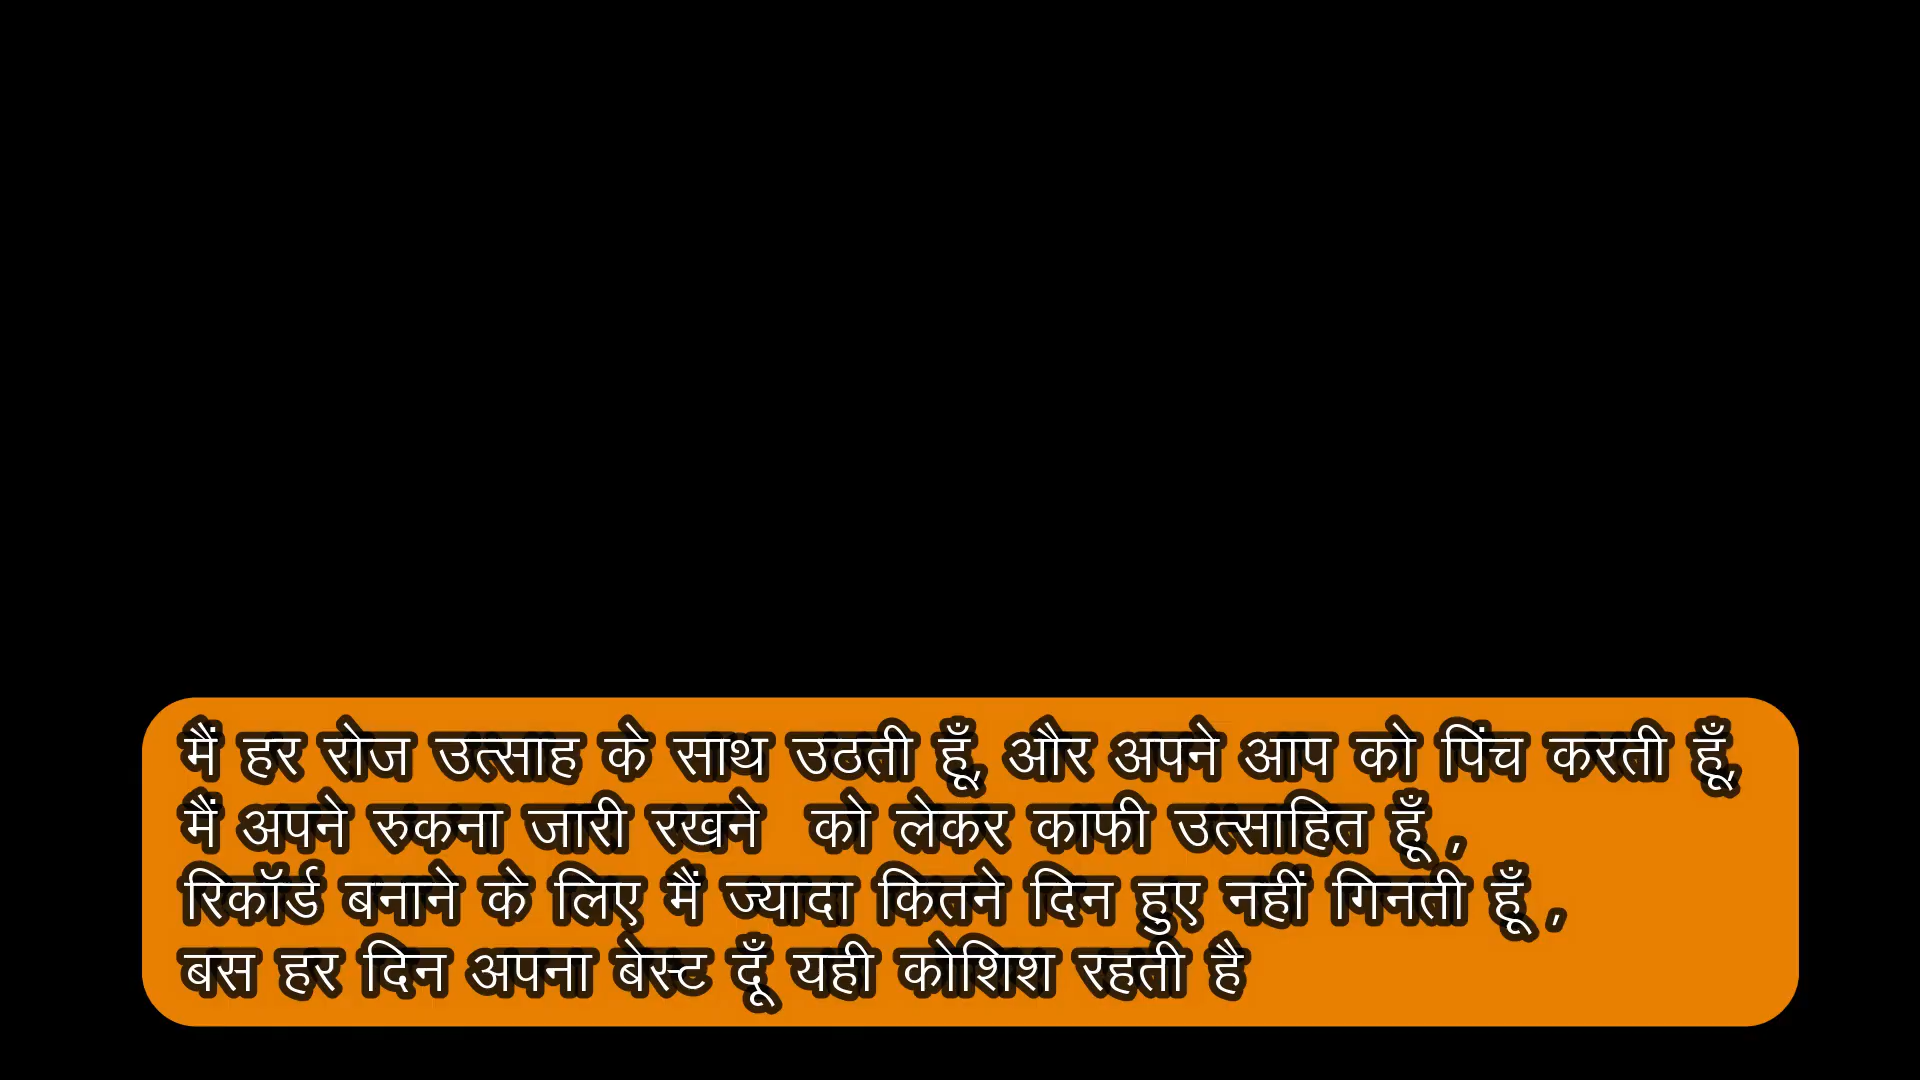 मैं हर रोज उत्साह के साथ उठती हूँ, और अपने आप को पिंच करती हूँ,
मैं अपने रुकना जारी रखने  को लेकर काफी उत्साहित हूँ ,
रिकॉर्ड बनाने के लिए मैं ज्यादा कितने दिन हुए नहीं गिनती हूँ ,
बस हर दिन अपना बेस्ट दूँ यही कोशिश रहती है